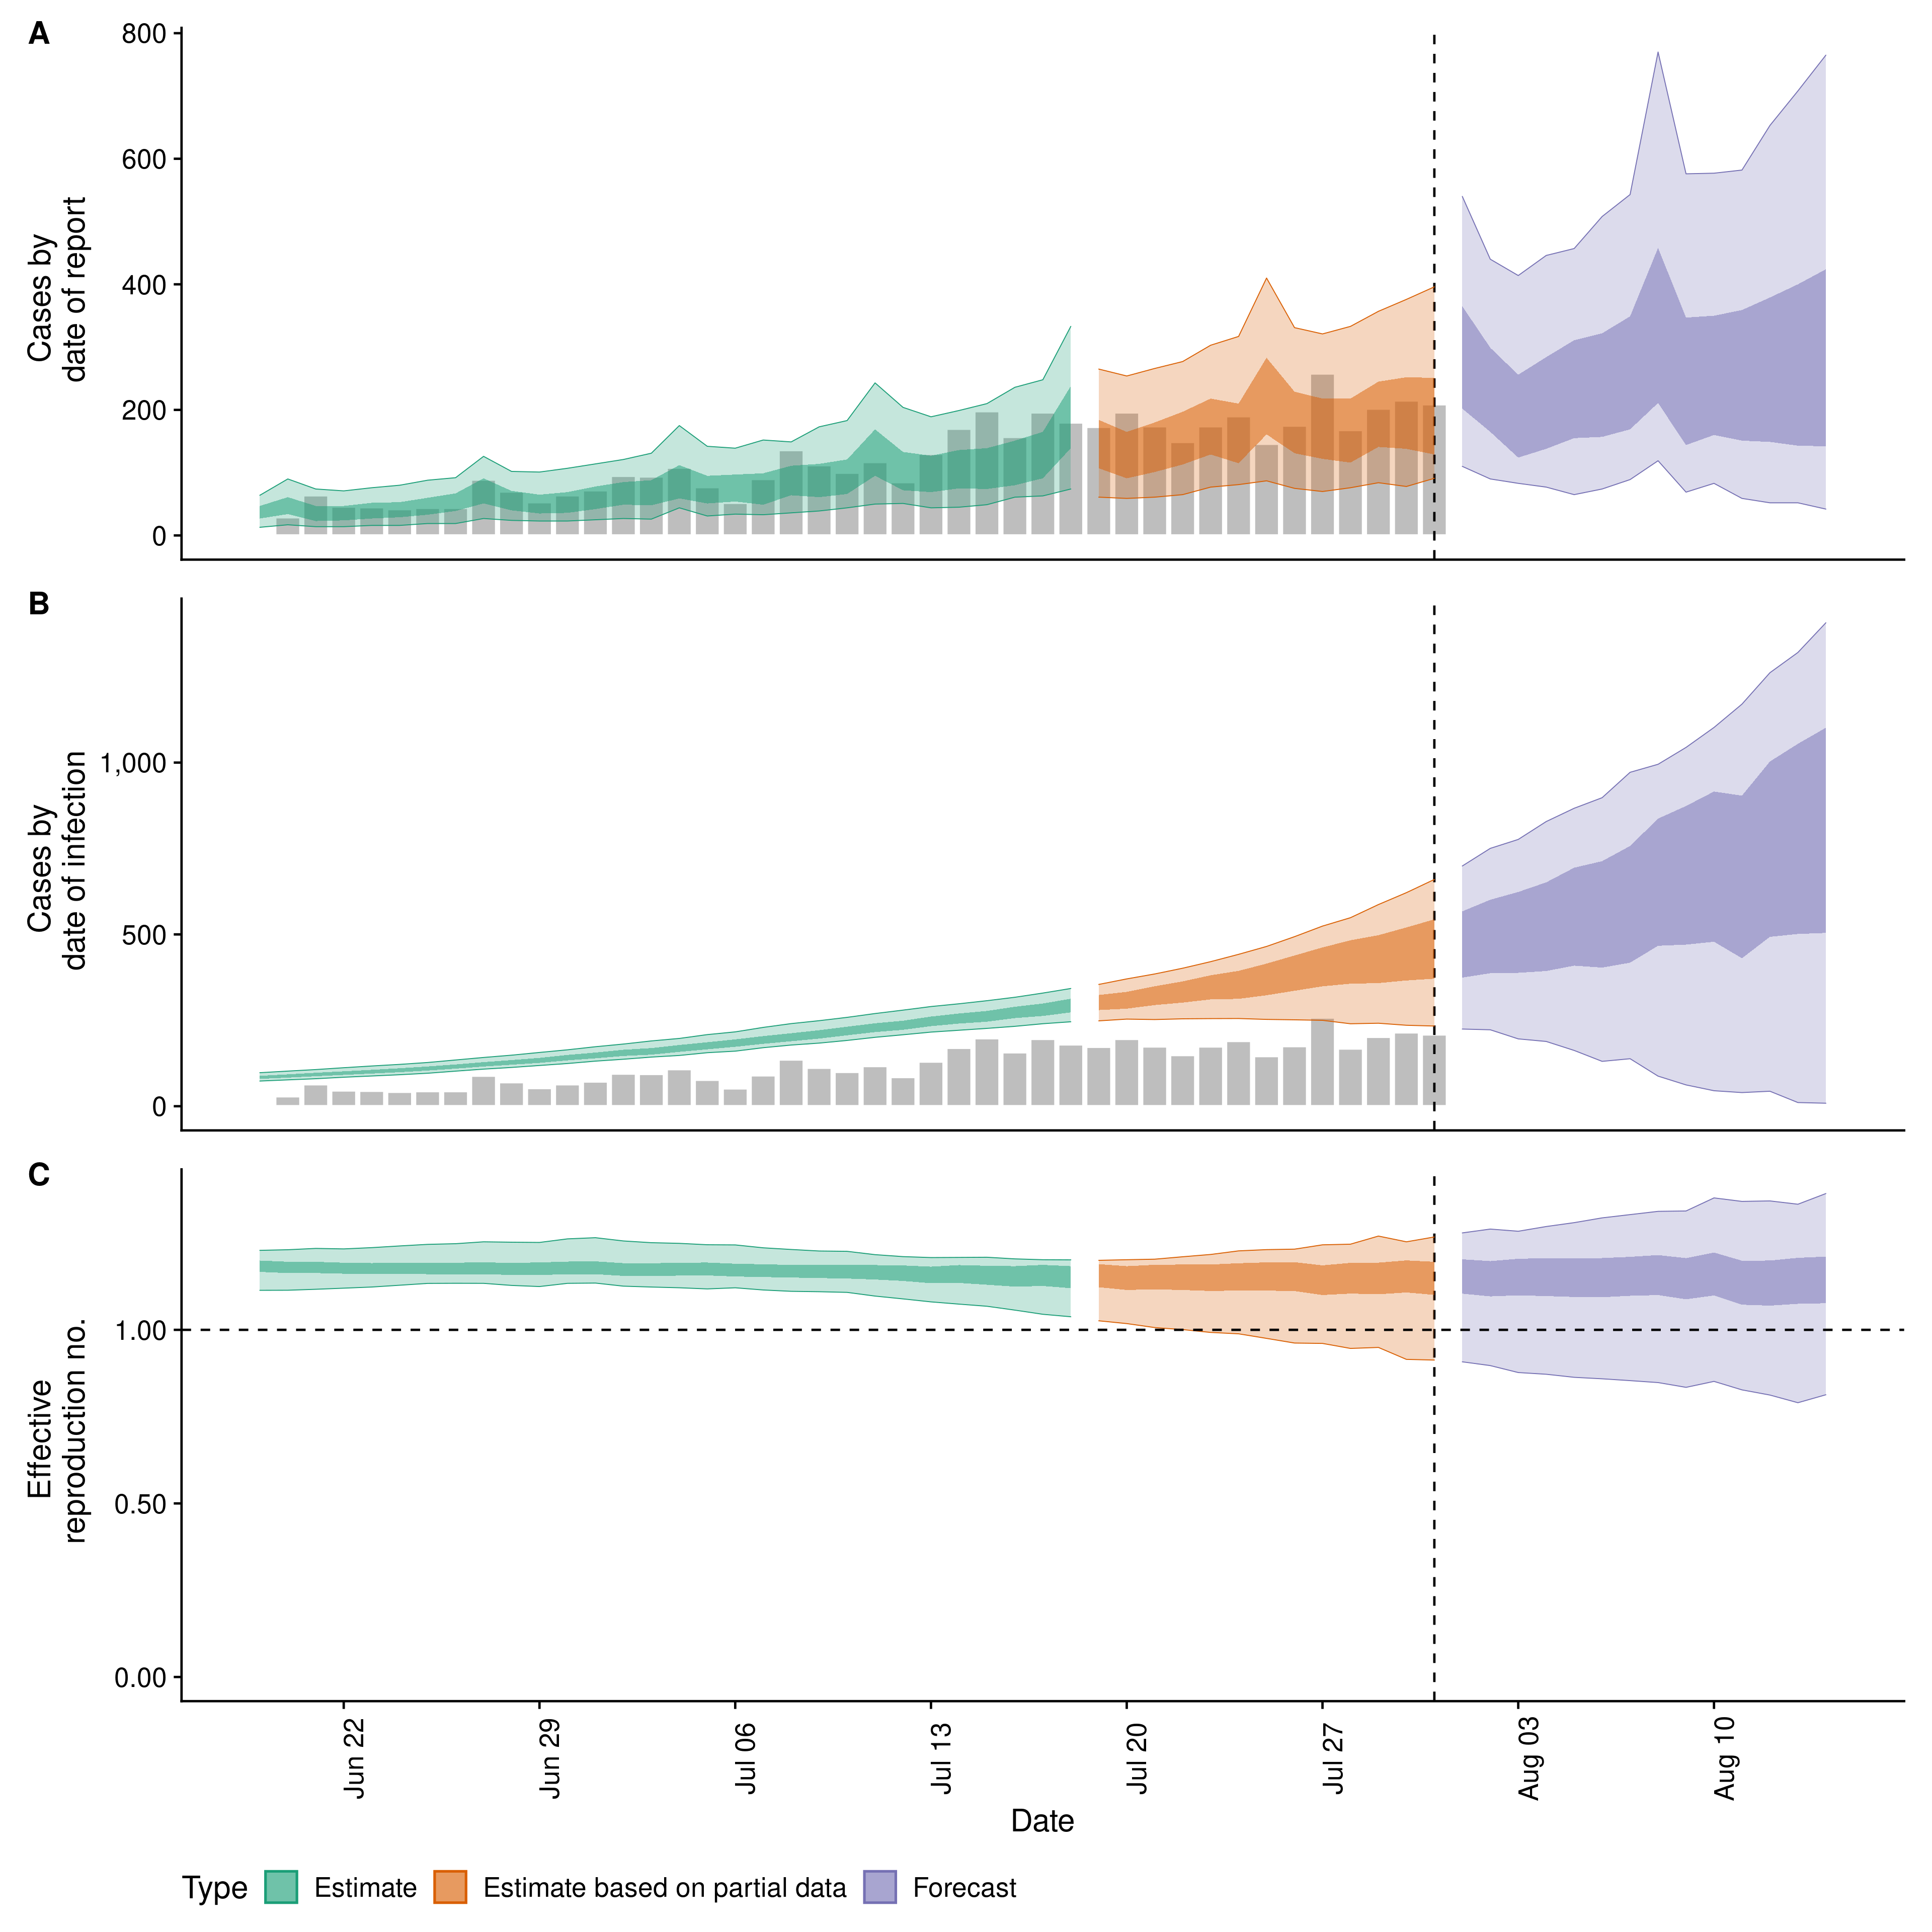 A
Cases by
date of report
800
600
400
200
0
B
Cases by
date of infection
1,000
500
0
C
Effective
reproduction no.
1.00
0.50
0.00
Jun 22
Jun 29
Jul 06
Jul 13
Jul 20
Jul 27
Aug 03
Aug 10
Date
Type
Estimate
Estimate based on partial data
Forecast